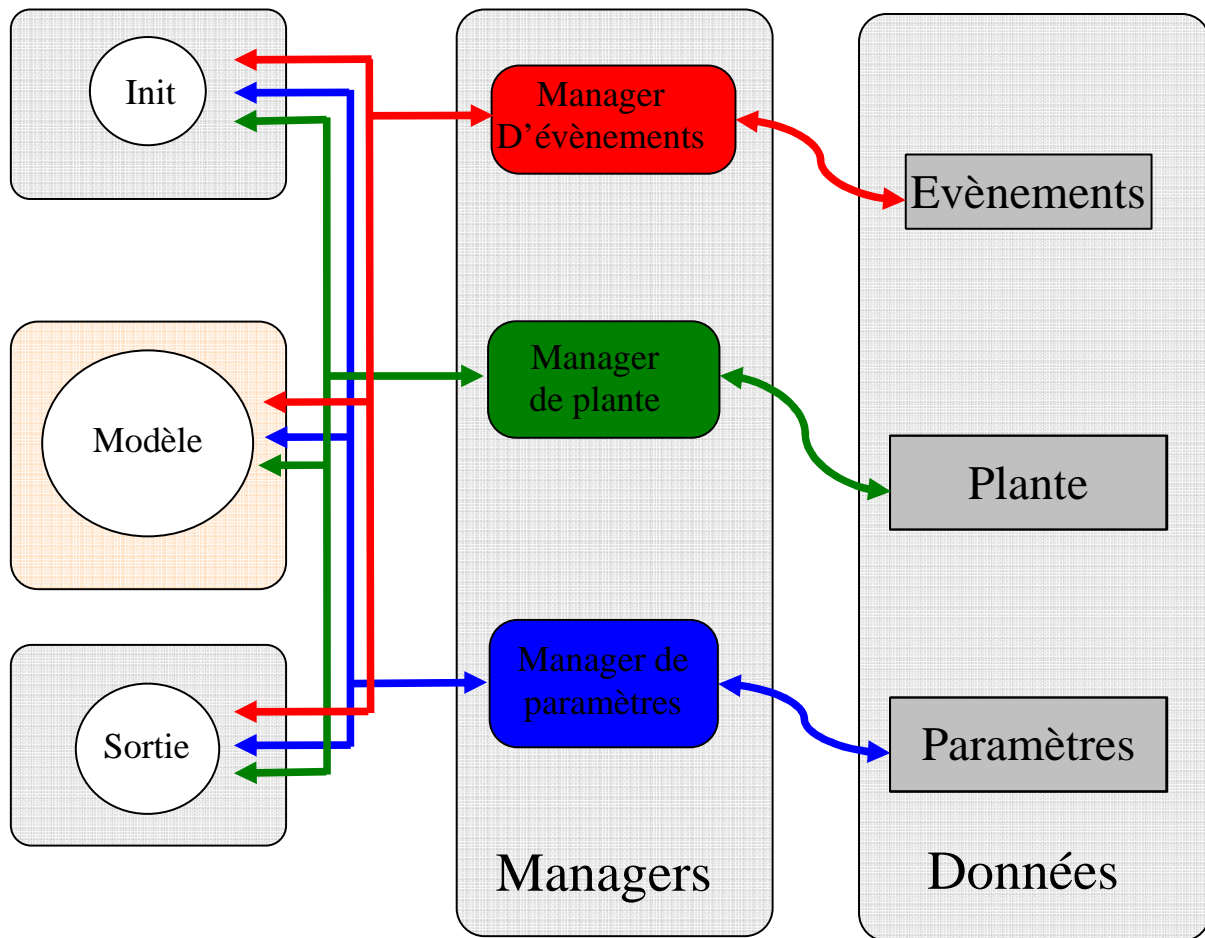 Init
Modèle
Sortie
Manager
D'évènements
Manager
de plante
Manager de
paramètres
Managers
Evènements
Plante
Paramètres
Données